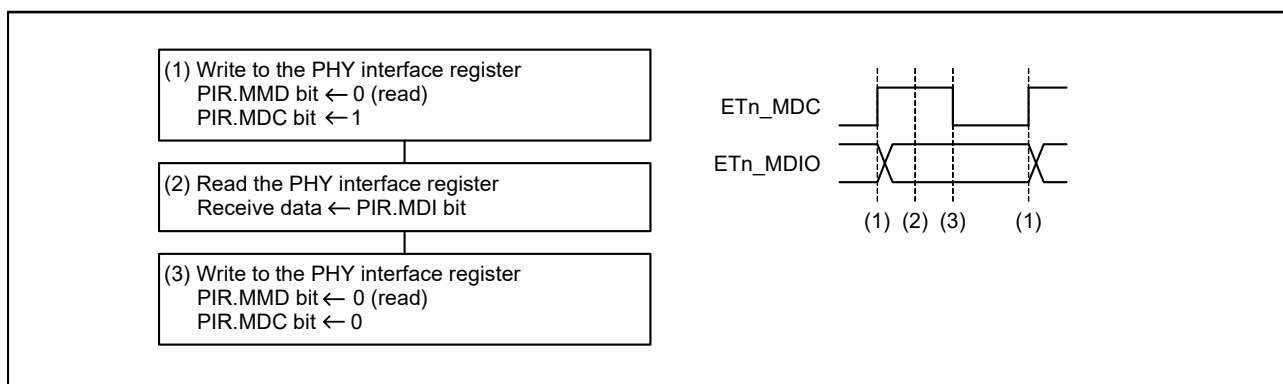 (1) Write to the PHY interface register
PIR.MMD bit ← 0 (read)
PIR.MDC bit ← 1
(2) Read the PHY interface register
Receive data ← PIR.MDI bit
(3) Write to the PHY interface register
PIR.MMD bit ← 0 (read)
PIR.MDC bit ← 0
ETn_MDC
ETn_MDIO
(1) (2) (3) (1)